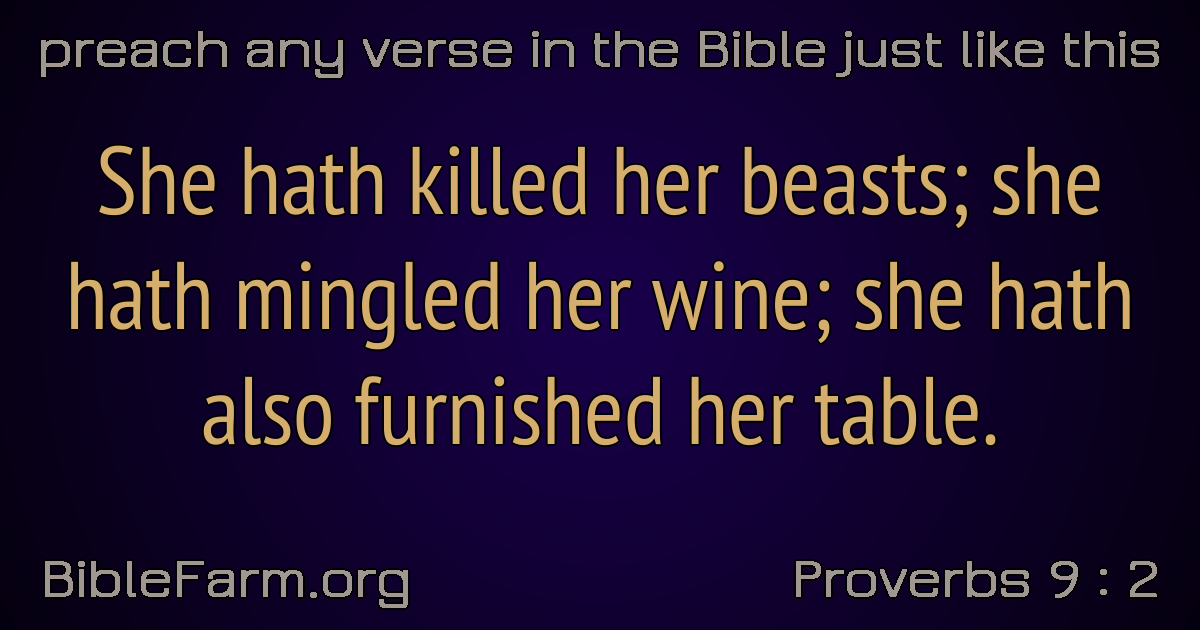 preach any verse in the Bible just like this
She hath killed her beasts; she
hath mingled her wine; she hath
also furnished her table.
BibleFarm.org
Proverbs 9 : 2